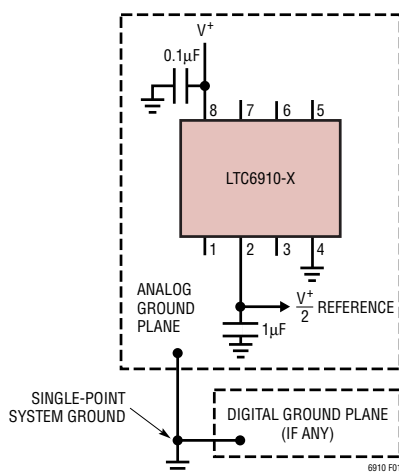 V+
0.1µF
8 7 6 5
LTC6910-X
1 2 3 4
ANALOG
GROUND
PLANE
V+
2
REFERENCE
1µF
SINGLE-POINT
SYSTEM GROUND
DIGITAL GROUND PLANE
(IF ANY)
6910 F01